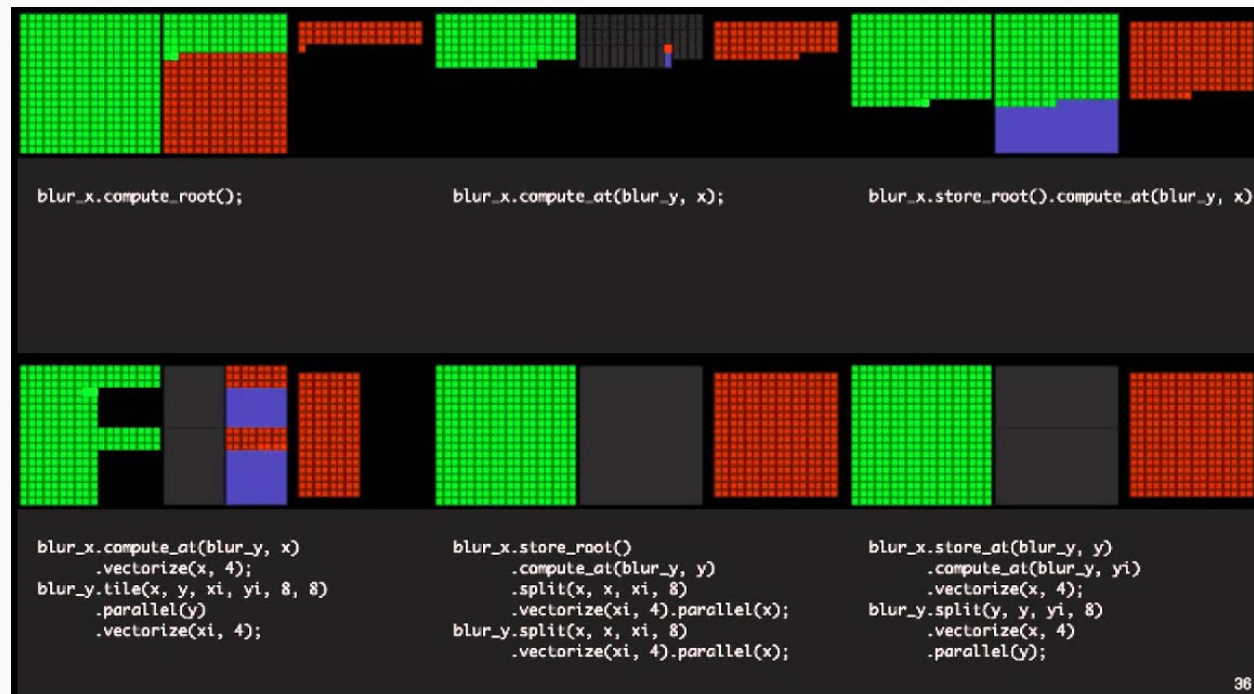 blur_x.compute_root();
blur_x.compute_at(blur_y, x);
blur_x.store_root().compute_at(blur_y, x)
blur_x.compute_at(blur_y, x)
.vectorize(x, 4);
blur_y.tile(x, y, xi, yi, 8, 8)
.parallel(y)
.vectorize(xi, 4);
blur_x.store_root()
.compute_at(blur_y, y)
.split(x, x, xi, 8)
.vectorize(xi, 4).parallel(x);
blur_y.split(x, x, xi, 8)
.vectorize(xi, 4).parallel(x);
blur_x.store_at(blur_y, y)
.compute_at(blur_y, yi)
.vectorize(x, 4);
blur_y.split(y, y, yi, 8)
.vectorize(x, 4)
.parallel(y);
36